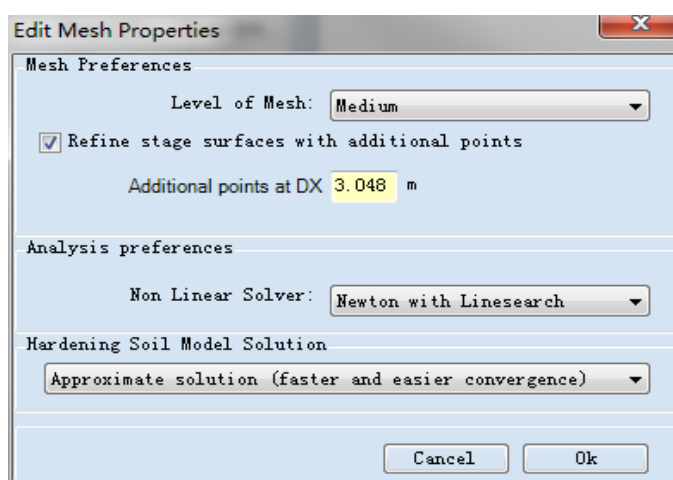 Edit Mesh Properties
Mesh Preferences
Level of Mesh: Medium
Refine stage surfaces with additional points
Additional points at DX 3.048 m
Analysis preferences
Non Linear Solver: Newton with Linesearch
Hardening Soil Model Solution
Approximate solution (faster and easier convergence)
Cancel Ok